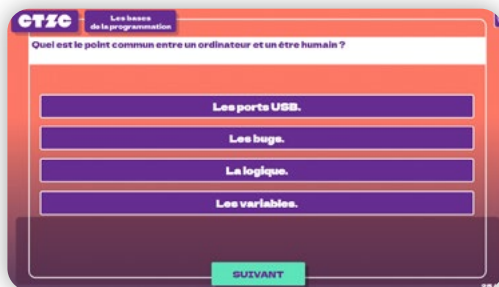 CTZC
Les bases
de la programmation
Quel est le point commun entre un ordinateur et un être humain ?
Les ports USB.
Les bugs.
La logique.
Les variables.
SUIVANT